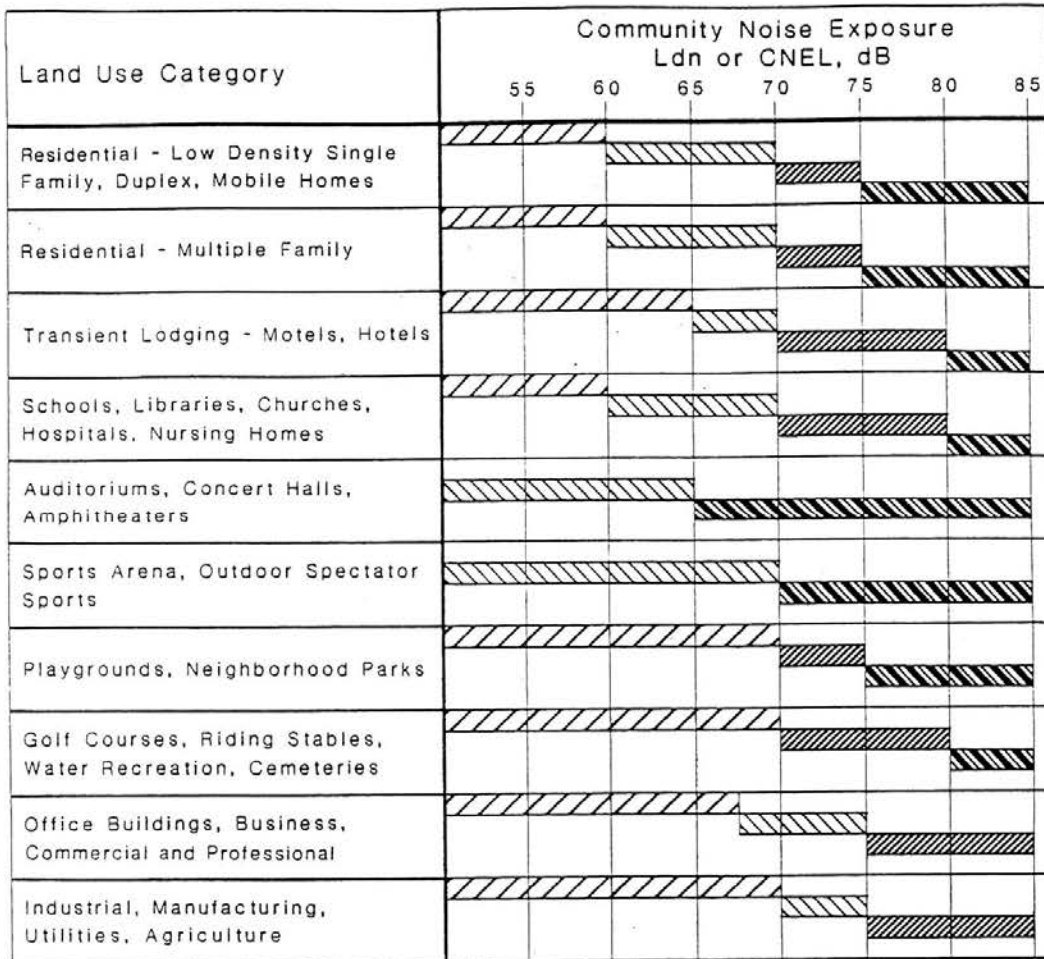 Community Noise Exposure
Land Use Category
Ldn or CNEL, dB
55 60 65 70 75 80 85
Residential - Low Density Single
Family, Duplex, Mobile Homes
Residential - Multiple Family
Transient Lodging - Motels, Hotels
Schools, Libraries, Churches,
Hospitals, Nursing Homes
Auditoriums, Concert Halls,
Amphitheaters
Sports Arena, Outdoor Spectator
Sports
Playgrounds, Neighborhood Parks
Golf Courses, Riding Stables,
Water Recreation, Cemeteries
Office Buildings, Business,
Commercial and Professional
Industrial, Manufacturing,
Utilities, Agriculture